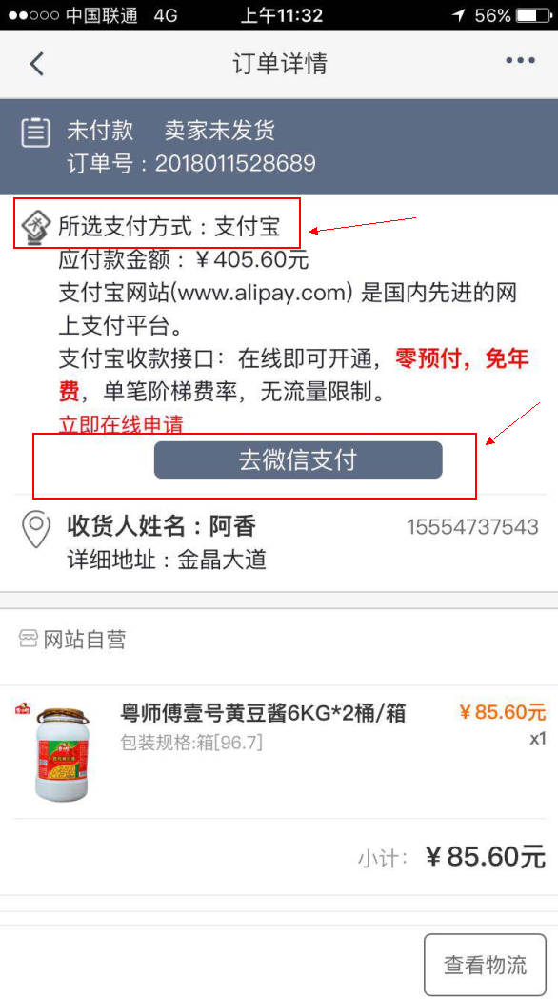 中国联通 4G 上午11:32 56%
订单详情
未付款 卖家未发货
订单号：2018011528689
所选支付方式：支付宝
应付款金额：￥405.60元
支付宝网站(www.alipay.com) 是国内先进的网
上支付平台。
支付宝收款接口：在线即可开通，零预付，免年
费，单笔阶梯费率，无流量限制。
立即在线申请
去微信支付
收货人姓名：阿香 15554737543
详细地址：金晶大道
网站自营
粤师傅壹号黄豆酱6KG*2桶/箱 ￥85.60元
包装规格:箱[96.7] x1
小计：￥85.60元
查看物流